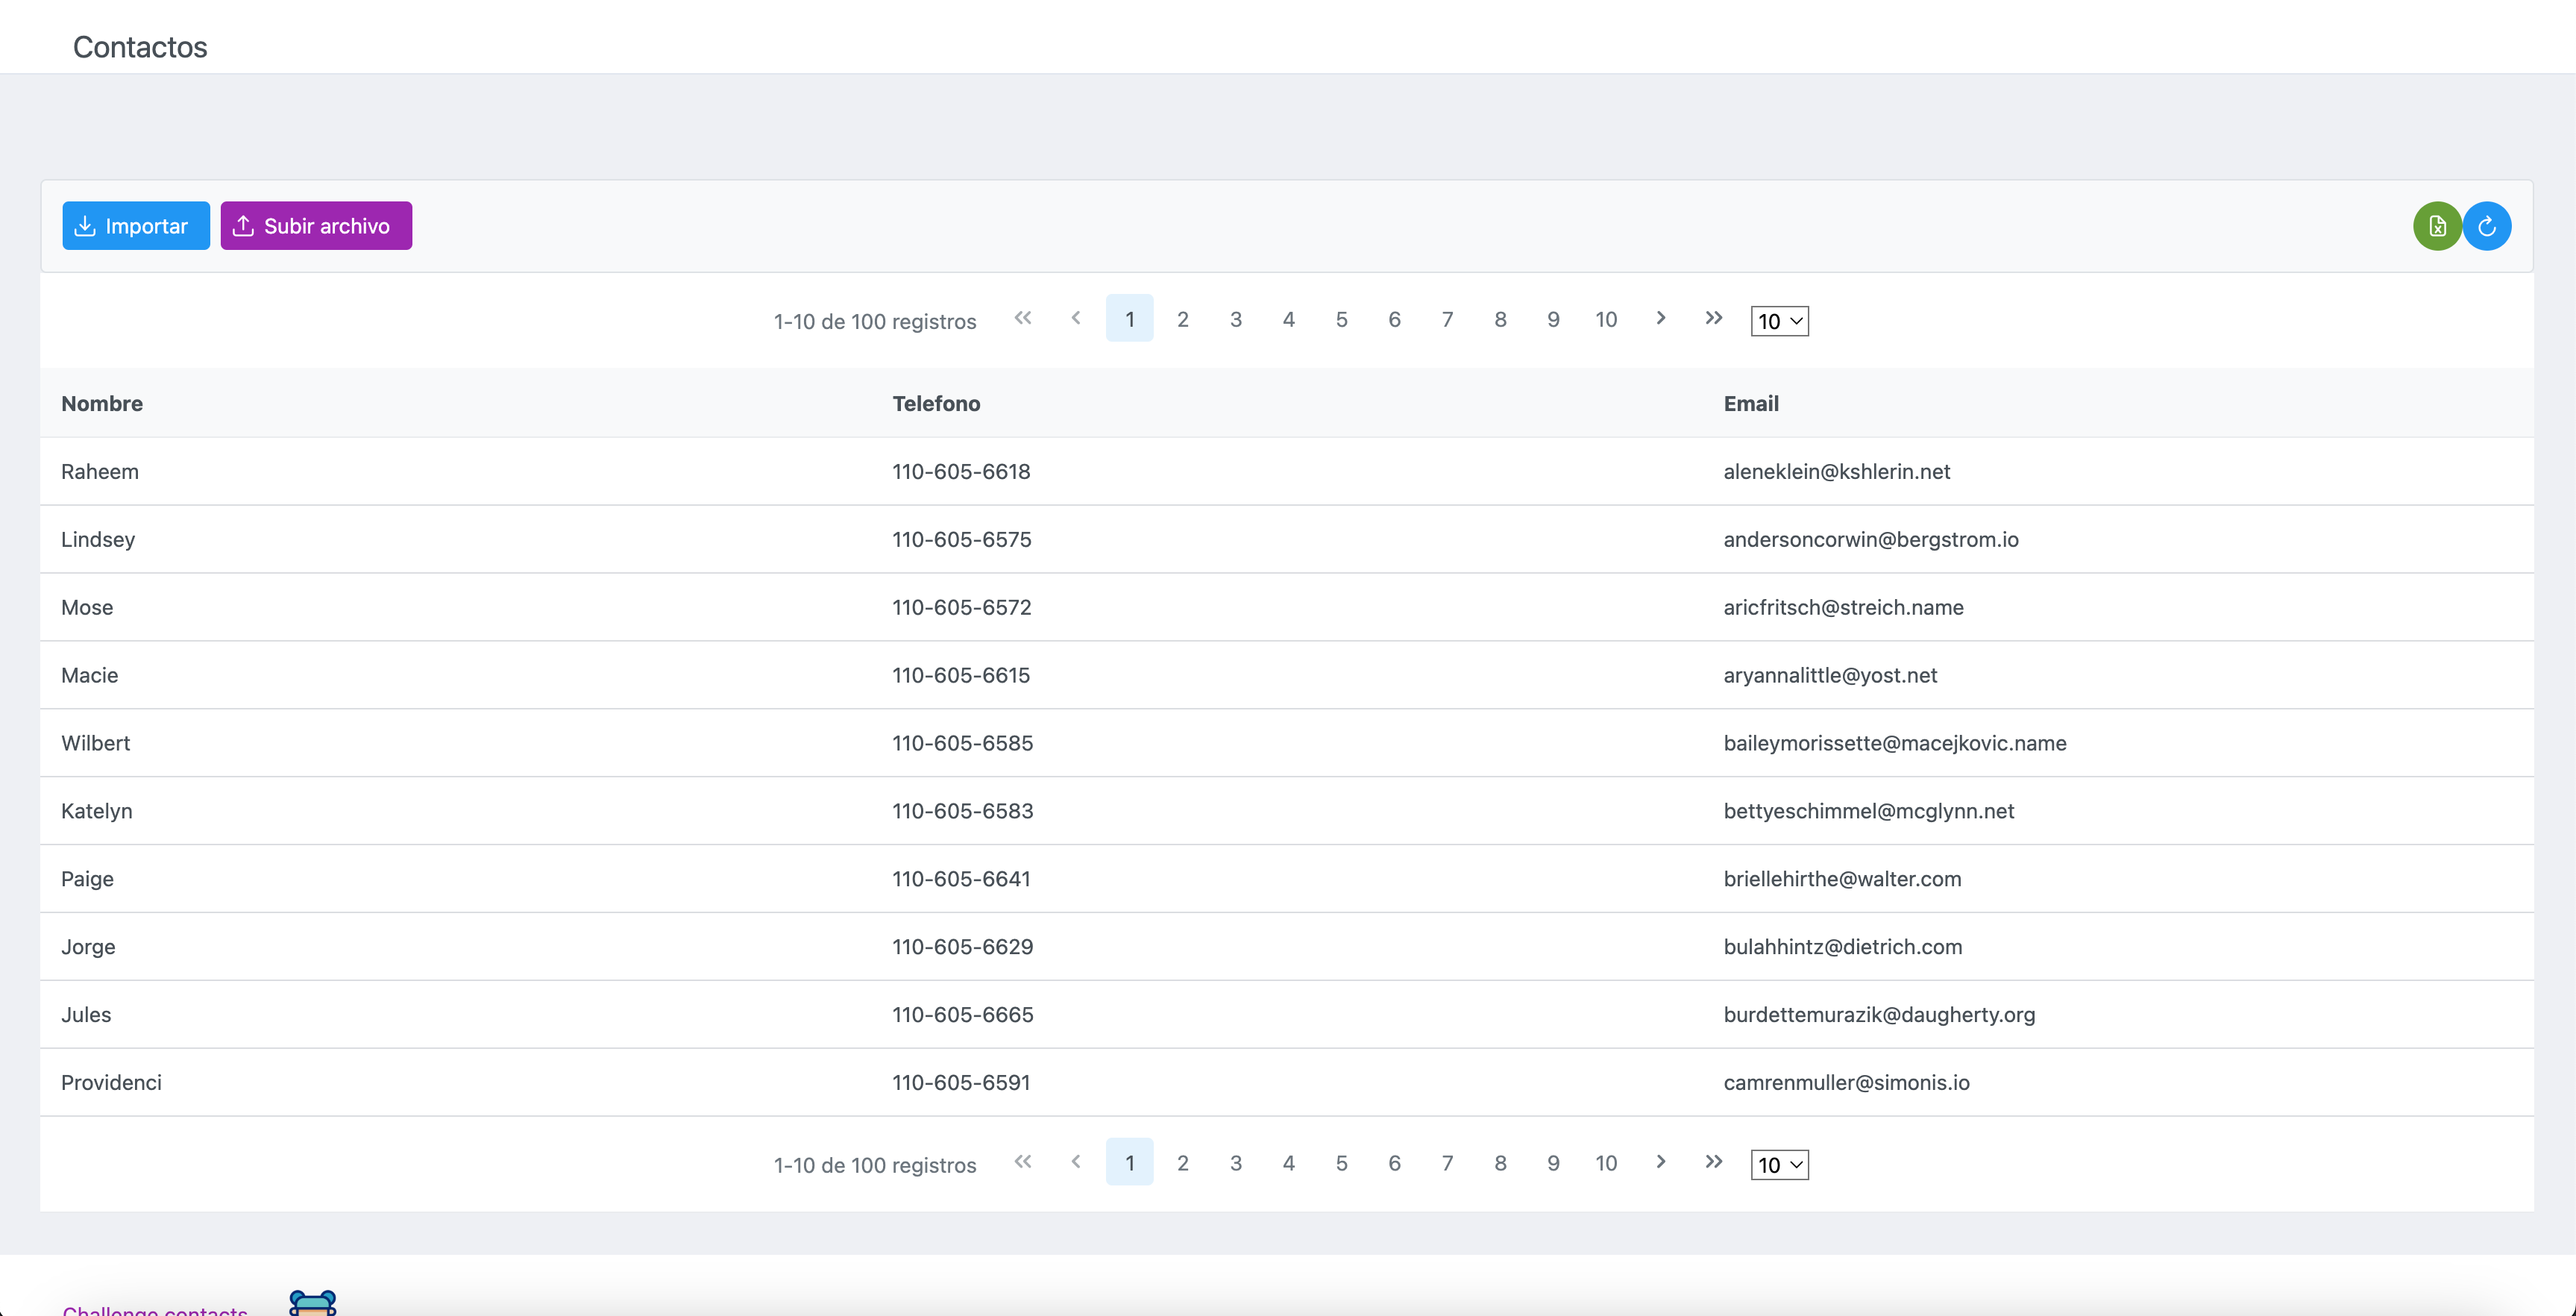 Contactos
Importar Subir archivo
1-10 de 100 registros 1 2 3 4 5 6 7 8 9 10 10
Nombre Telefono Email
Raheem 110-605-6618 aleneklein@kshlerin.net
Lindsey 110-605-6575 andersoncorwin@bergstrom.io
Mose 110-605-6572 aricfritsch@streich.name
Macie 110-605-6615 aryannalittle@yost.net
Wilbert 110-605-6585 baileymorissette@macejkovic.name
Katelyn 110-605-6583 bettyeschimmel@mcglynn.net
Paige 110-605-6641 briellehirthe@walter.com
Jorge 110-605-6629 bulahhintz@dietrich.com
Jules 110-605-6665 burdettemurazik@daugherty.org
Providenci 110-605-6591 camrenmuller@simonis.io
1-10 de 100 registros 1 2 3 4 5 6 7 8 9 10 10
Challenge contacts